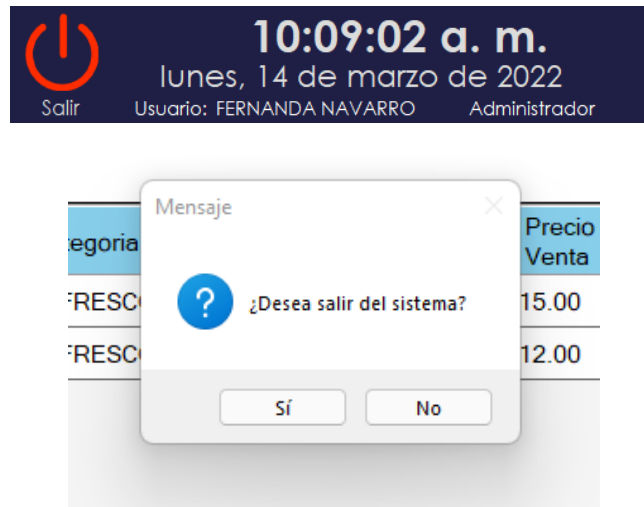 10:09:02 a. m.
lunes, 14 de marzo de 2022
Salir Usuario: FERNANDA NAVARRO Administrador
Mensaje
tegoria Precio
Venta
¿Desea salir del sistema?
FRESC 15.00
FRESC 12.00
Sí No